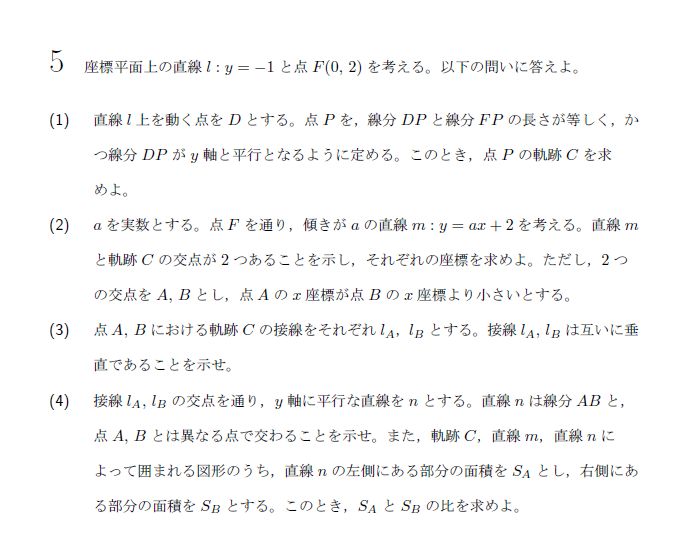 5 座標平面上の直線 l : y = −1 と点 F(0, 2) を考える。以下の問いに答えよ。
(1) 直線 l 上を動く点を D とする。点 P を，線分 DP と線分 FP の長さが等しく，か
つ線分 DP が y 軸と平行となるように定める。このとき，点 P の軌跡 C を求
めよ。
(2) a を実数とする。点 F を通り，傾きが a の直線 m : y = ax + 2 を考える。直線 m
と軌跡 C の交点が 2 つあることを示し，それぞれの座標を求めよ。ただし，2 つ
の交点を A, B とし，点 A の x 座標が点 B の x 座標より小さいとする。
(3) 点 A, B における軌跡 C の接線をそれぞれ l_A, l_B とする。接線 l_A, l_B は互いに垂
直であることを示せ。
(4) 接線 l_A, l_B の交点を通り，y 軸に平行な直線を n とする。直線 n は線分 AB と，
点 A, B とは異なる点で交わることを示せ。また，軌跡 C，直線 m，直線 n に
よって囲まれる図形のうち，直線 n の左側にある部分の面積を S_A とし，右側にあ
る部分の面積を S_B とする。このとき，S_A と S_B の比を求めよ。